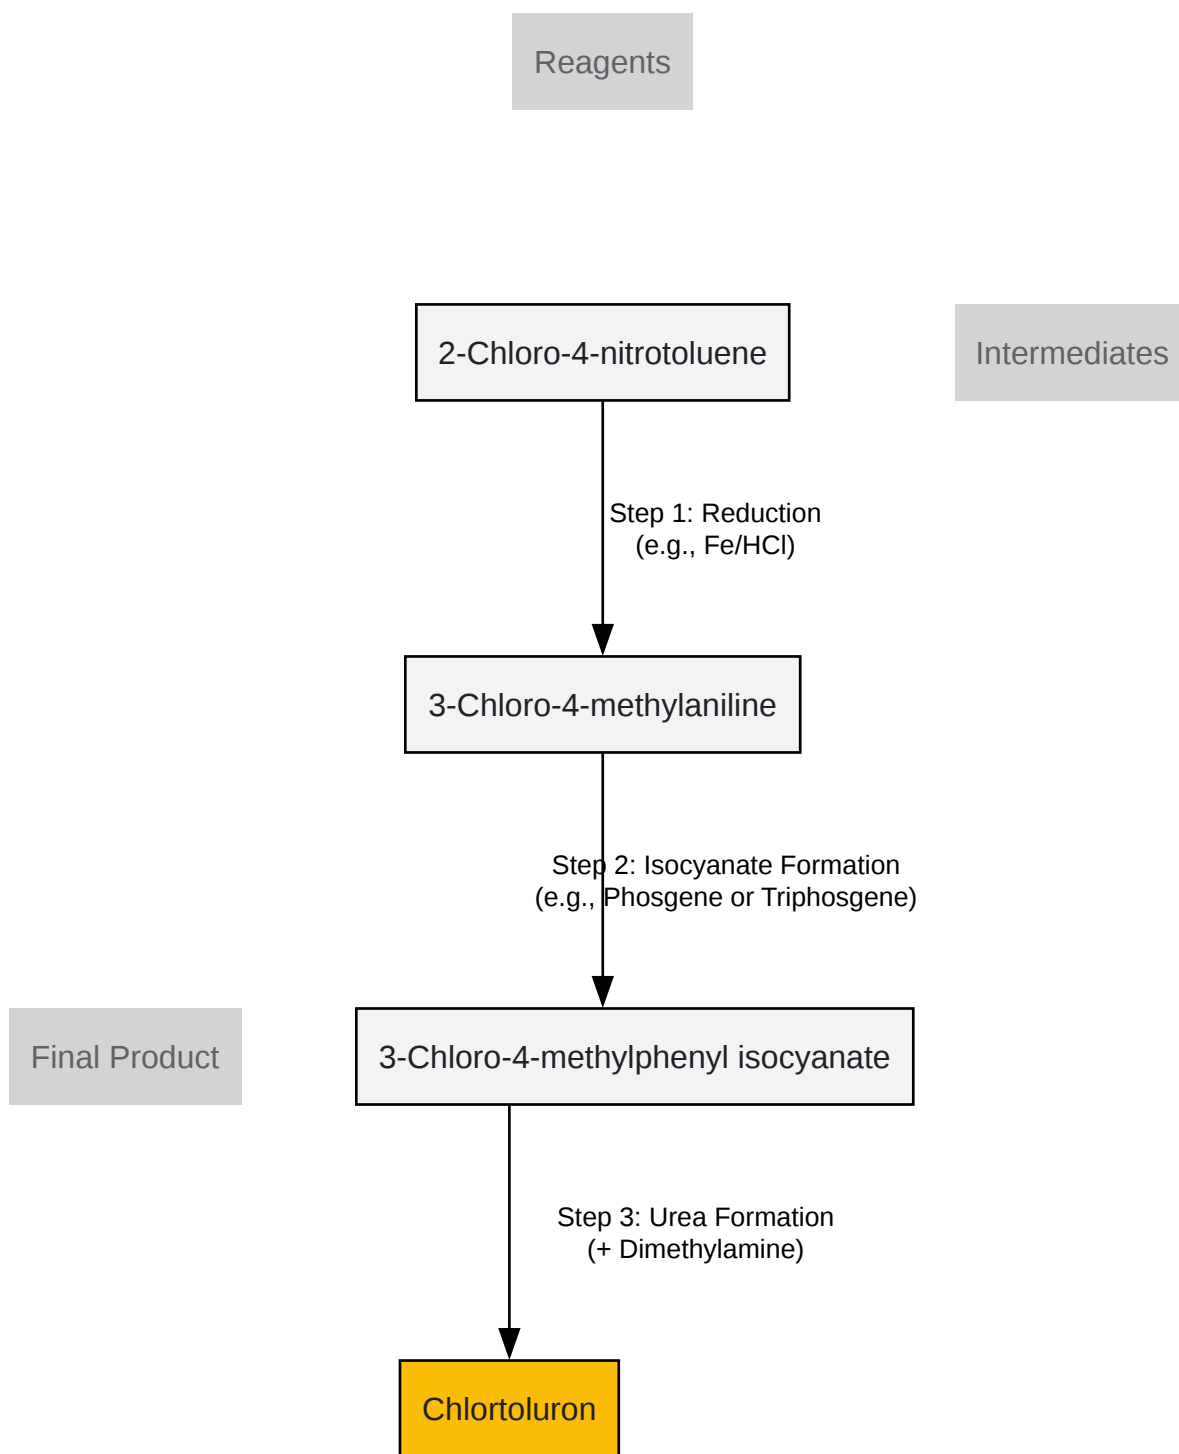 Reagents
2-Chloro-4-nitrotoluene
Intermediates
Step 1: Reduction
(e.g., Fe/HCl)
3-Chloro-4-methylaniline
Step 2: Isocyanate Formation
(e.g., Phosgene or Triphosgene)
Final Product
3-Chloro-4-methylphenyl isocyanate
Step 3: Urea Formation
(+ Dimethylamine)
Chlortoluron